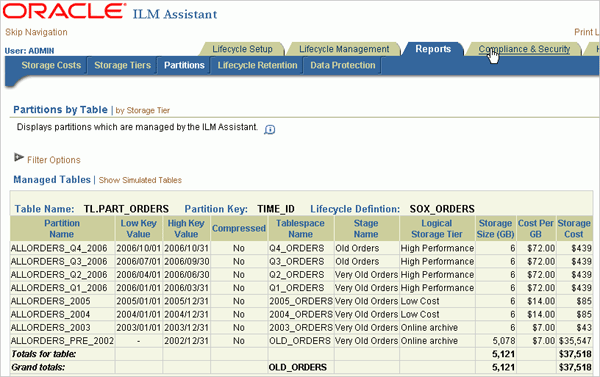 ORACLE ILM Assistant
Skip Navigation Print L
User: ADMIN Lifecycle Setup Lifecycle Management Reports Compliance & Security H
Storage Costs Storage Tiers Partitions Lifecycle Retention Data Protection
Partitions by Table | by Storage Tier
Displays partitions which are managed by the ILM Assistant.
Filter Options
Managed Tables | Show Simulated Tables
Table Name: TL.PART_ORDERS Partition Key: TIME_ID Lifecycle Defintion: SOX_ORDERS
Partition Name Low Key Value High Key Value Compressed Tablespace Name Stage Name Logical Storage Tier Storage Size (GB) Cost Per GB Storage Cost
ALLORDERS_Q4_2006 2006/10/01 2006/10/31 No Q4_ORDERS Old Orders High Performance 6 $72.00 $439
ALLORDERS_Q3_2006 2006/07/01 2006/09/30 No Q3_ORDERS Old Orders High Performance 6 $72.00 $439
ALLORDERS_Q2_2006 2006/04/01 2006/06/30 No Q2_ORDERS Very Old Orders High Performance 6 $72.00 $439
ALLORDERS_Q1_2006 2006/01/01 2006/03/31 No Q1_ORDERS Very Old Orders High Performance 6 $72.00 $439
ALLORDERS_2005 2005/01/01 2005/12/31 No 2005_ORDERS Very Old Orders Low Cost 6 $14.00 $85
ALLORDERS_2004 2004/01/01 2004/12/31 No 2004_ORDERS Very Old Orders Low Cost 6 $14.00 $85
ALLORDERS_2003 2003/01/01 2003/12/31 No 2003_ORDERS Very Old Orders Online archive 6 $7.00 $43
ALLORDERS_PRE_2002 - 2002/12/31 No OLD_ORDERS Very Old Orders Online archive 5,078 $7.00 $35,547
Totals for table: 5,121 $37,518
Grand totals: OLD_ORDERS 5,121 $37,518